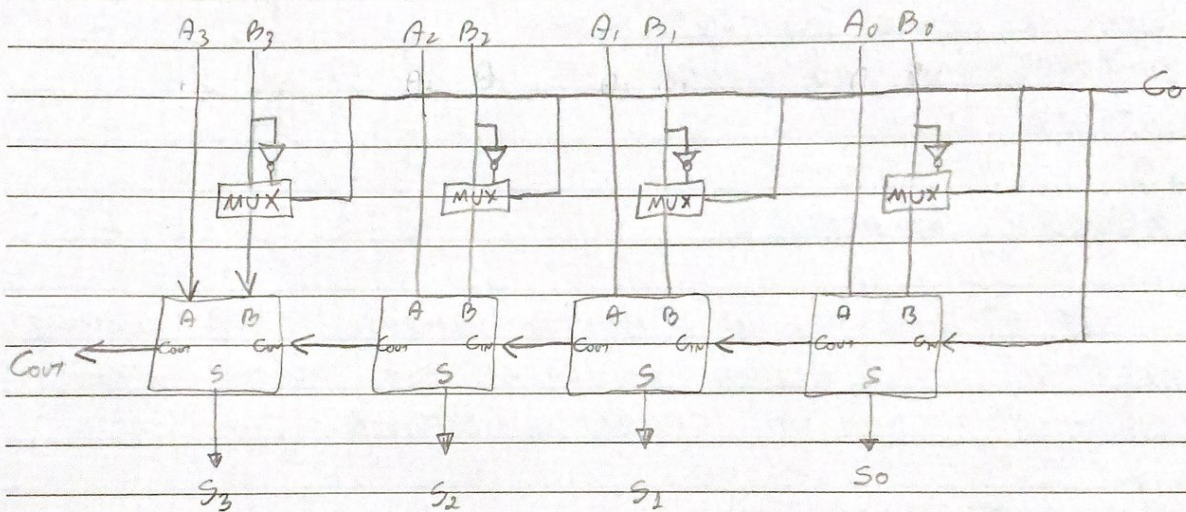 A3 B3 A2 B2 A1 B1 A0 B0
C0
MUX MUX MUX MUX
A B A B A B A B
COUT COUT CIN COUT CIN COUT CIN COUT CIN
S S S S
S3 S2 S1 S0